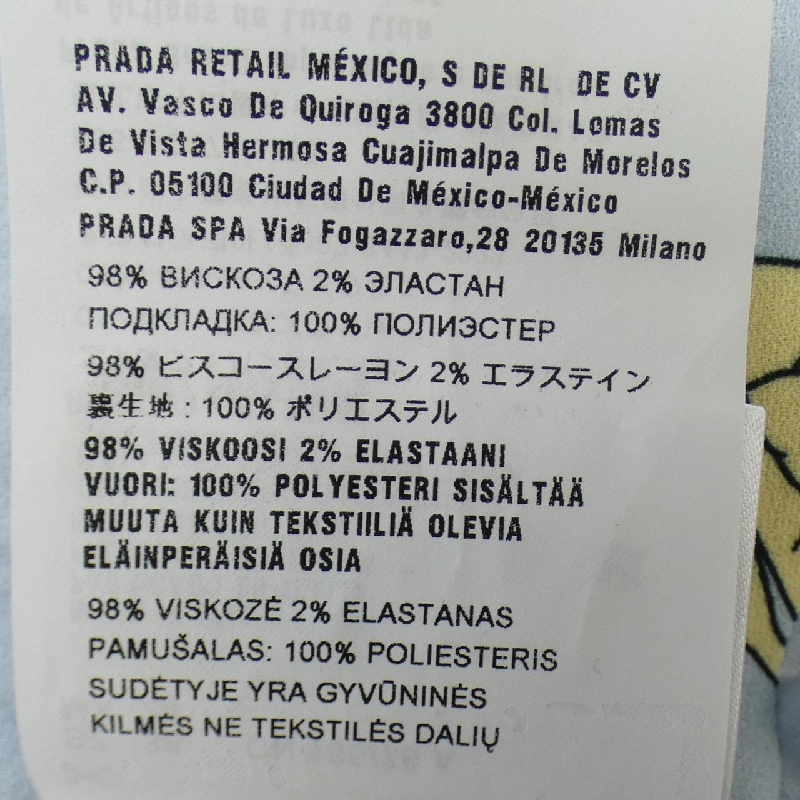 PRADA RETAIL MÉXICO, S DE RL DE CV
AV. Vasco De Quiroga 3800 Col. Lomas
De Vista Hermosa Cuajimalpa De Morelos
C.P. 05100 Ciudad De México-México
PRADA SPA Via Fogazzaro,28 20135 Milano
98% ВИСКОЗА 2% ЭЛАСТАН
ПОДКЛАДКА: 100% ПОЛИЭСТЕР
98% ビスコースレーヨン 2% エラステイン
裏生地 : 100% ポリエステル
98% VISKOOSI 2% ELASTAANI
VUORI: 100% POLYESTERI SISÄLTÄÄ
MUUTA KUIN TEKSTIILIÄ OLEVIA
ELÄINPERÄISIÄ OSIA
98% VISKOZĖ 2% ELASTANAS
PAMUŠALAS: 100% POLIESTERIS
SUDĖTYJE YRA GYVŪNINĖS
KILMĖS NE TEKSTILĖS DALIŲ